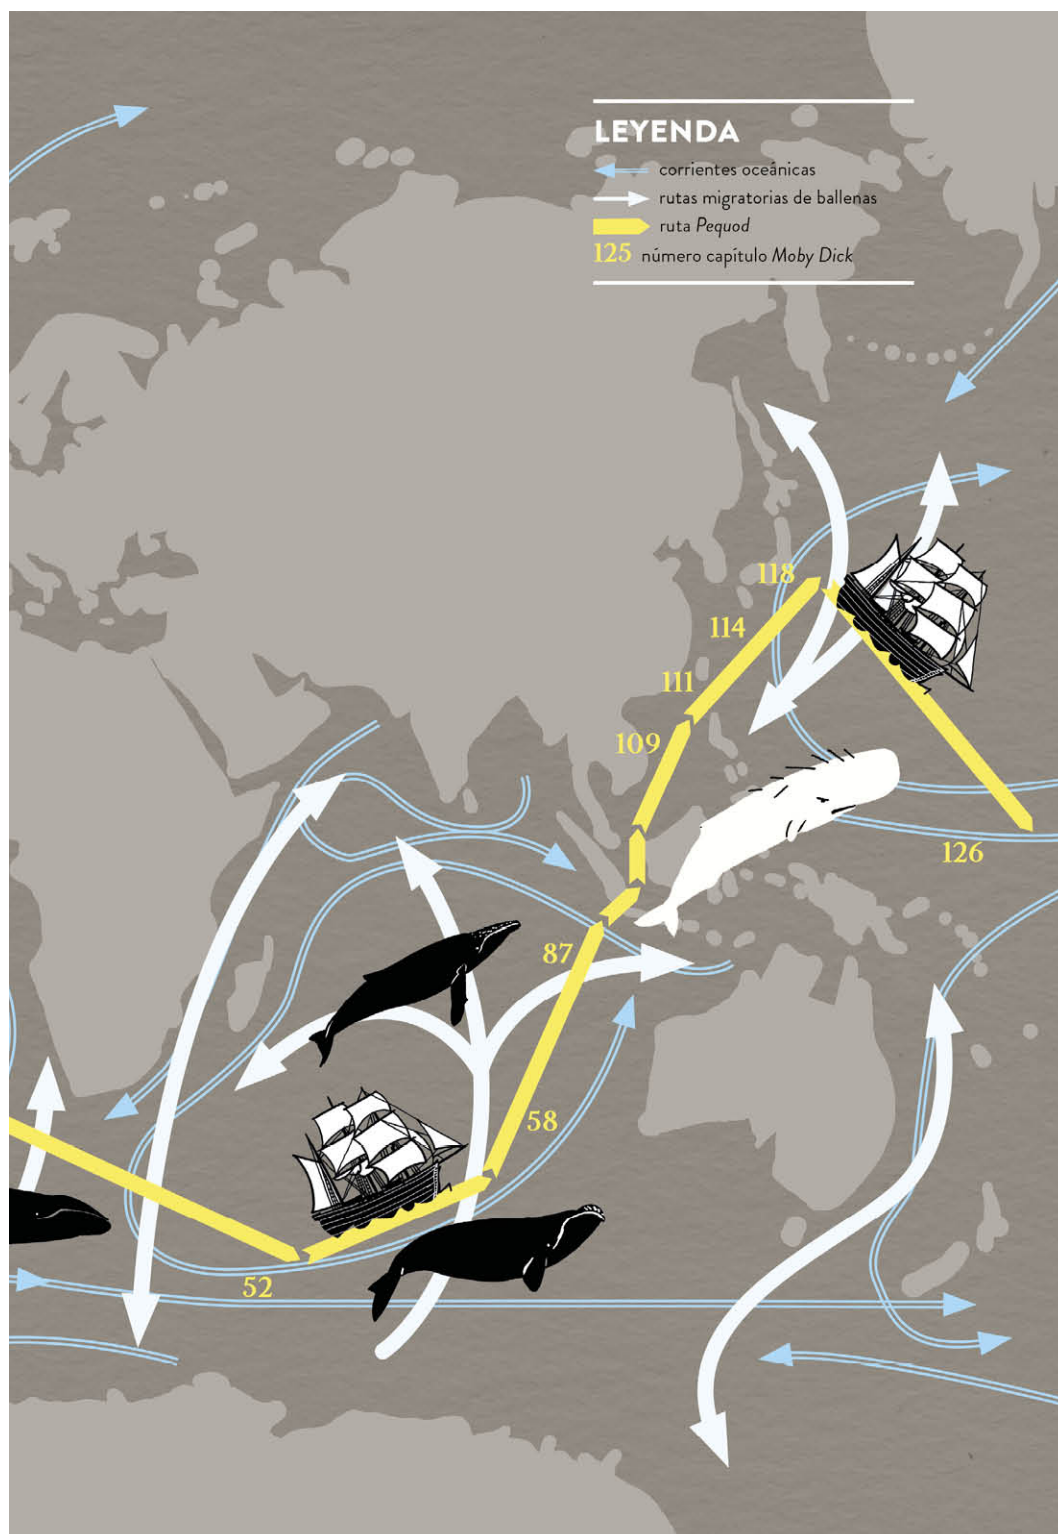 LEYENDA
corrientes oceánicas
rutas migratorias de ballenas
ruta Pequod
125 número capítulo Moby Dick
118
114
111
109
126
87
58
52